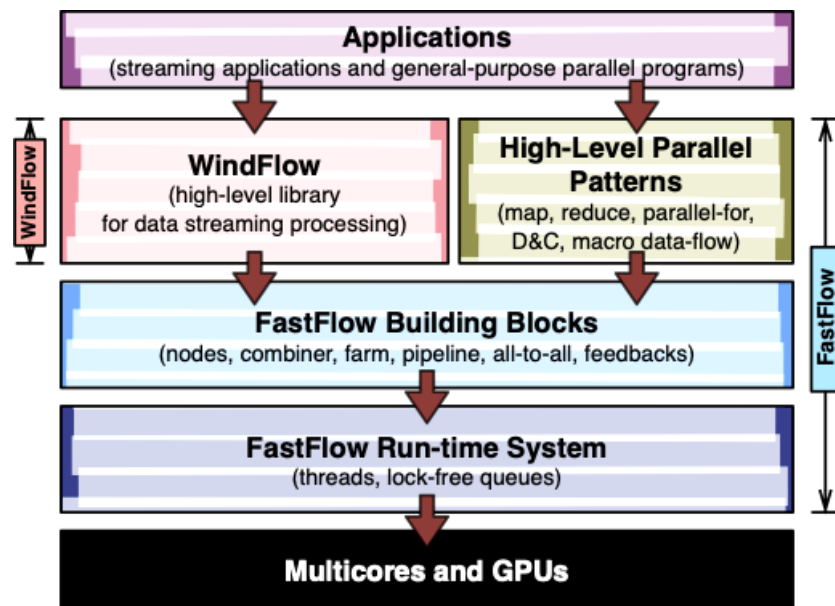 Applications
(streaming applications and general-purpose parallel programs)
WindFlow
WindFlow
(high-level library
for data streaming processing)
High-Level Parallel
Patterns
(map, reduce, parallel-for,
D&C, macro data-flow)
FastFlow
FastFlow Building Blocks
(nodes, combiner, farm, pipeline, all-to-all, feedbacks)
FastFlow Run-time System
(threads, lock-free queues)
Multicores and GPUs